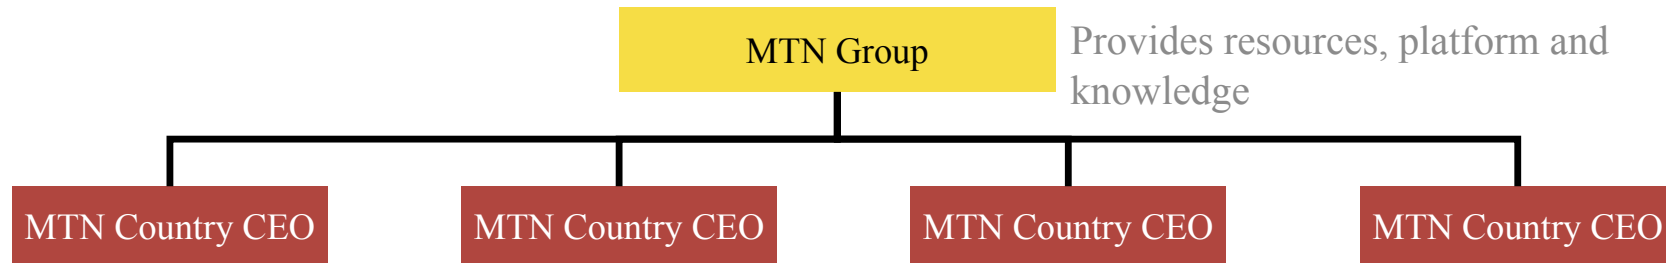 MTN Group
Provides resources, platform and
knowledge
MTN Country CEO
MTN Country CEO
MTN Country CEO
MTN Country CEO